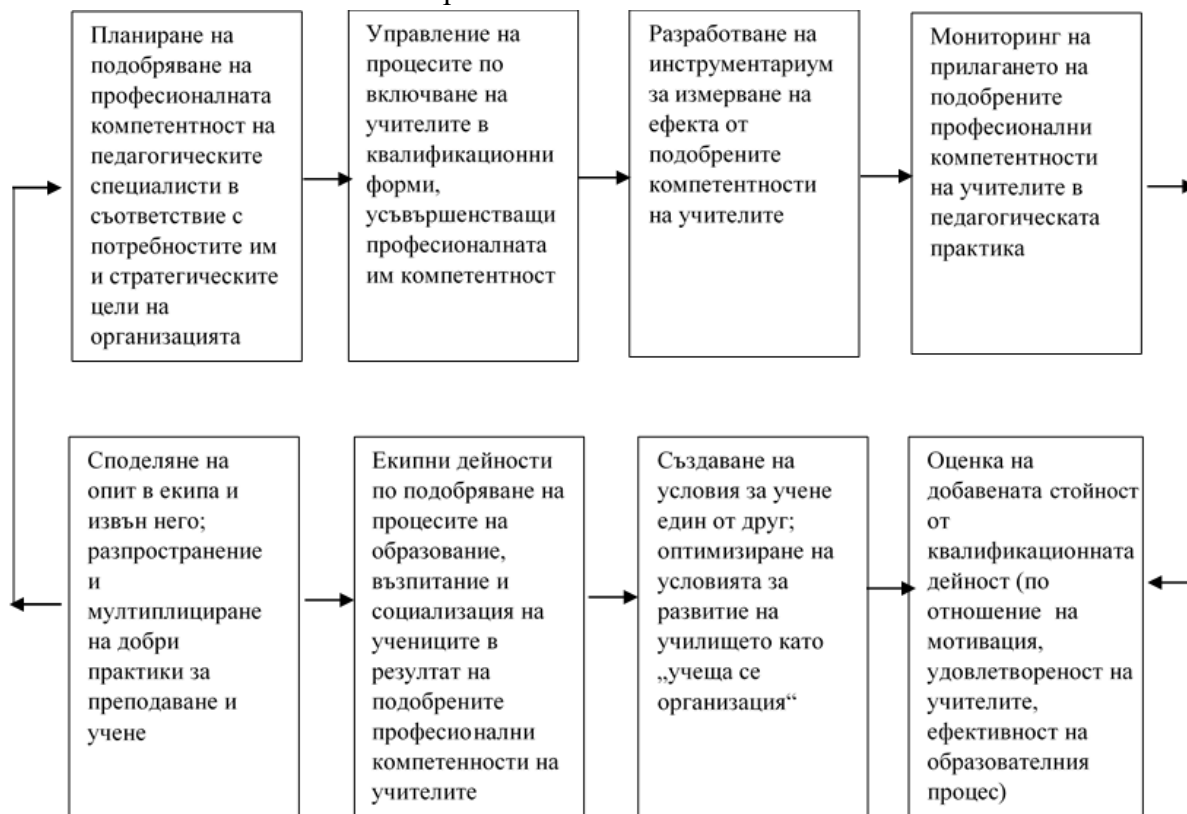 Планиране на
подобряване на
професионалната
компетентност на
педагогическите
специалисти в
съответствие с
потребностите им
и стратегическите
цели на
организацията
Управление на
процесите по
включване на
учителите в
квалификационни
форми,
усъвършенстващи
професионалната
им компетентност
Разработване на
инструментариум
за измерване на
ефекта от
подобрените
компетентности
на учителите
Мониторинг на
прилагането на
подобрените
професионални
компетентности
на учителите в
педагогическата
практика
Споделяне на
опит в екипа и
извън него;
разпространение
и
мултиплициране
на добри
практики за
преподаване и
учене
Екипни дейности
по подобряване на
процесите на
образование,
възпитание и
социализация на
учениците в
резултат на
подобрените
професионални
компетенности на
учителите
Създаване на
условия за учене
един от друг;
оптимизиране на
условията за
развитие на
училището като
„учеща се
организация“
Оценка на
добавената стойност
от
квалификационната
дейност (по
отношение на
мотивация,
удовлетвореност на
учителите,
ефективност на
образователния
процес)